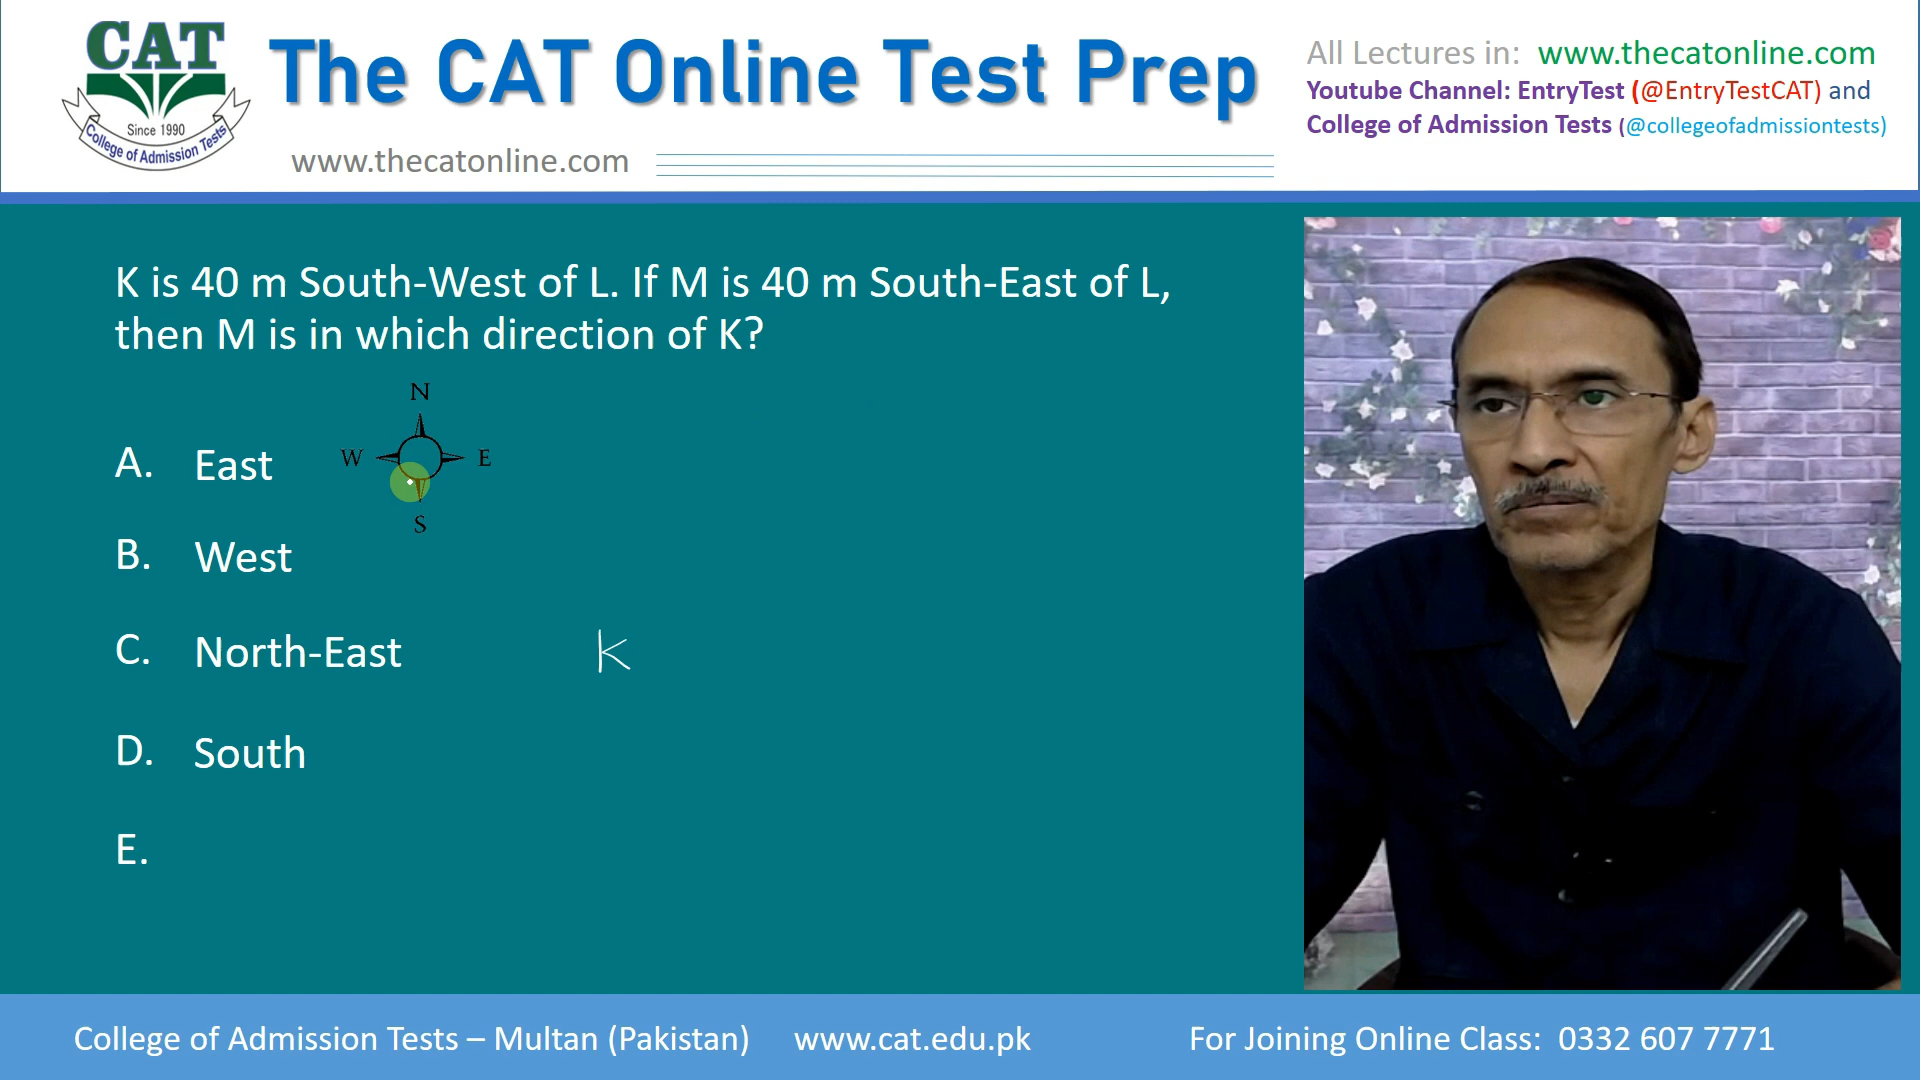 CAT
Since 1990
College of Admission Tests
The CAT Online Test Prep
www.thecatonline.com
All Lectures in: www.thecatonline.com
Youtube Channel: EntryTest (@EntryTestCAT) and
College of Admission Tests (@collegeofadmissiontests)
K is 40 m South-West of L. If M is 40 m South-East of L,
then M is in which direction of K?
N
W E
S
A. East
B. West
C. North-East
K
D. South
E.
College of Admission Tests – Multan (Pakistan) www.cat.edu.pk For Joining Online Class: 0332 607 7771